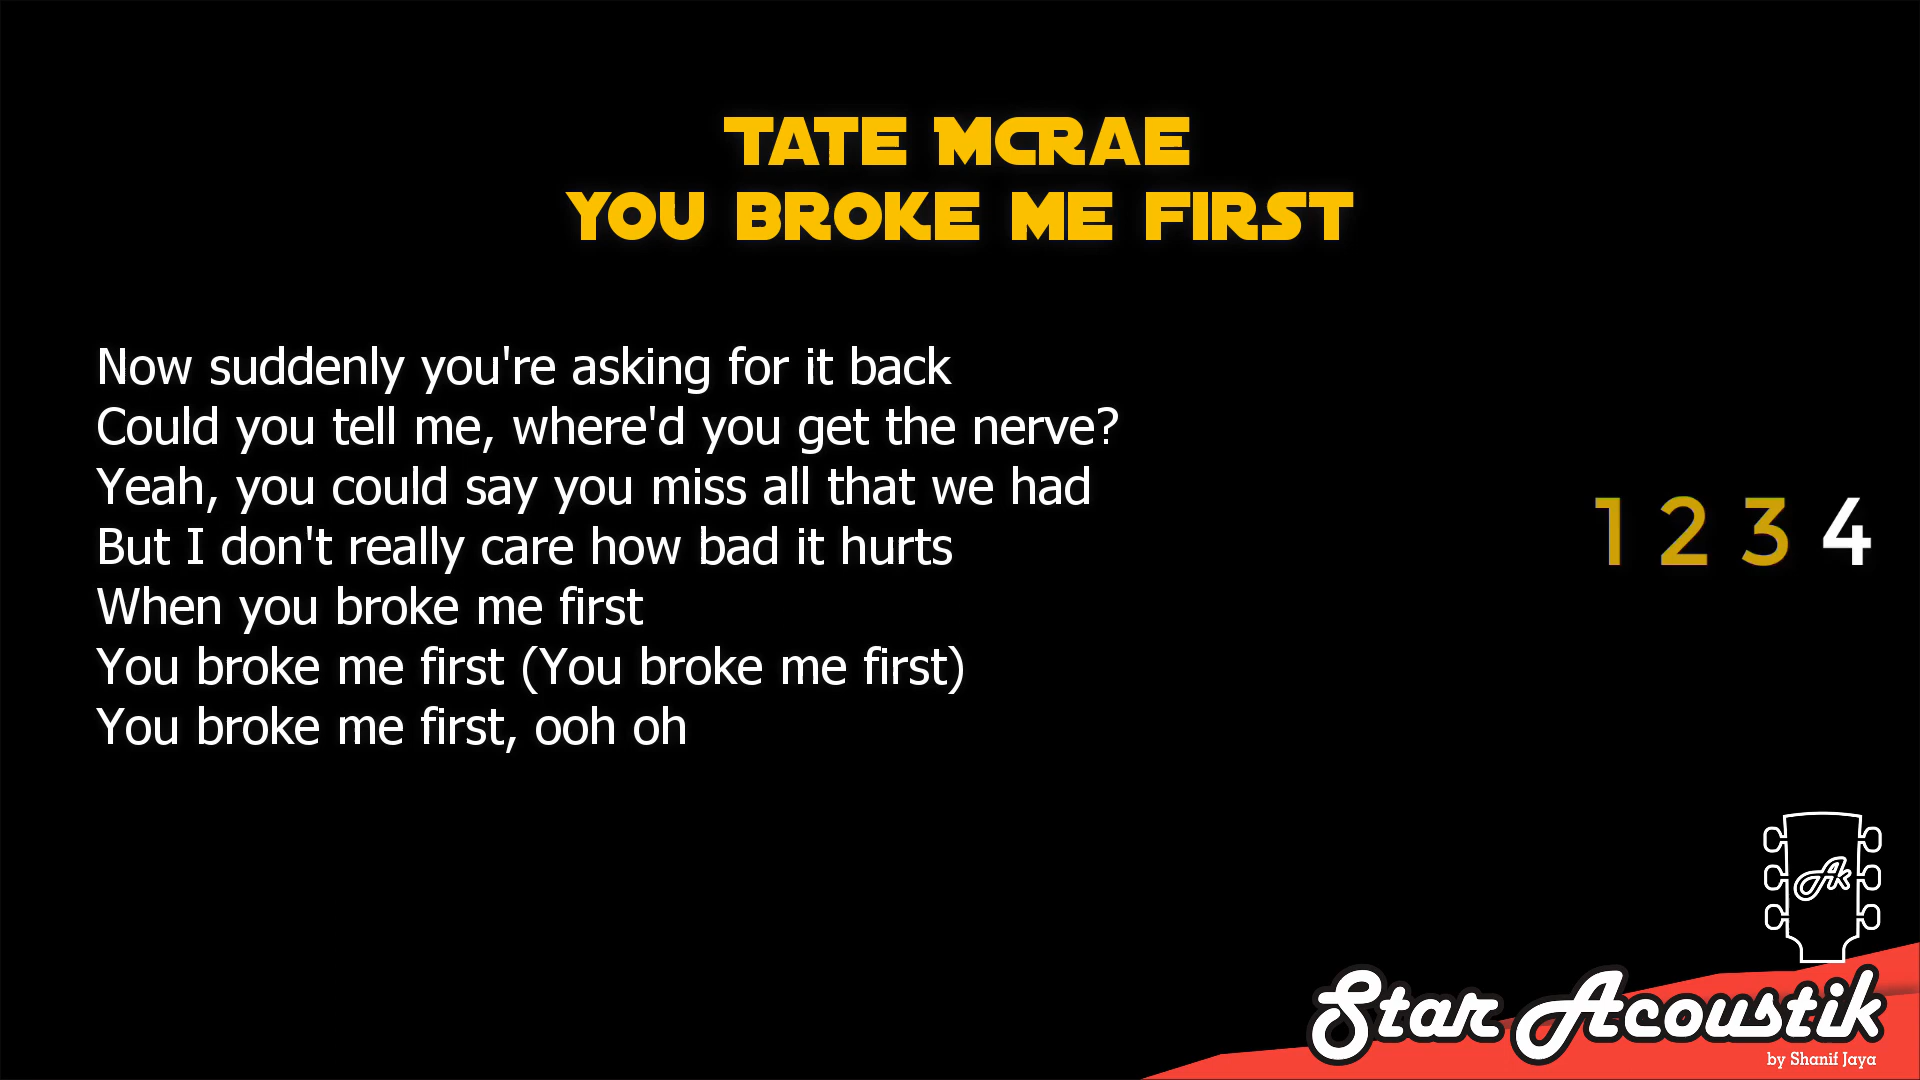 TATE MCRAE
YOU BROKE ME FIRST
Now suddenly you're asking for it back
Could you tell me, where'd you get the nerve?
Yeah, you could say you miss all that we had
But I don't really care how bad it hurts
When you broke me first
You broke me first (You broke me first)
You broke me first, ooh oh
1 2 3 4
Ak
Star Acoustik
by Shanif Jaya